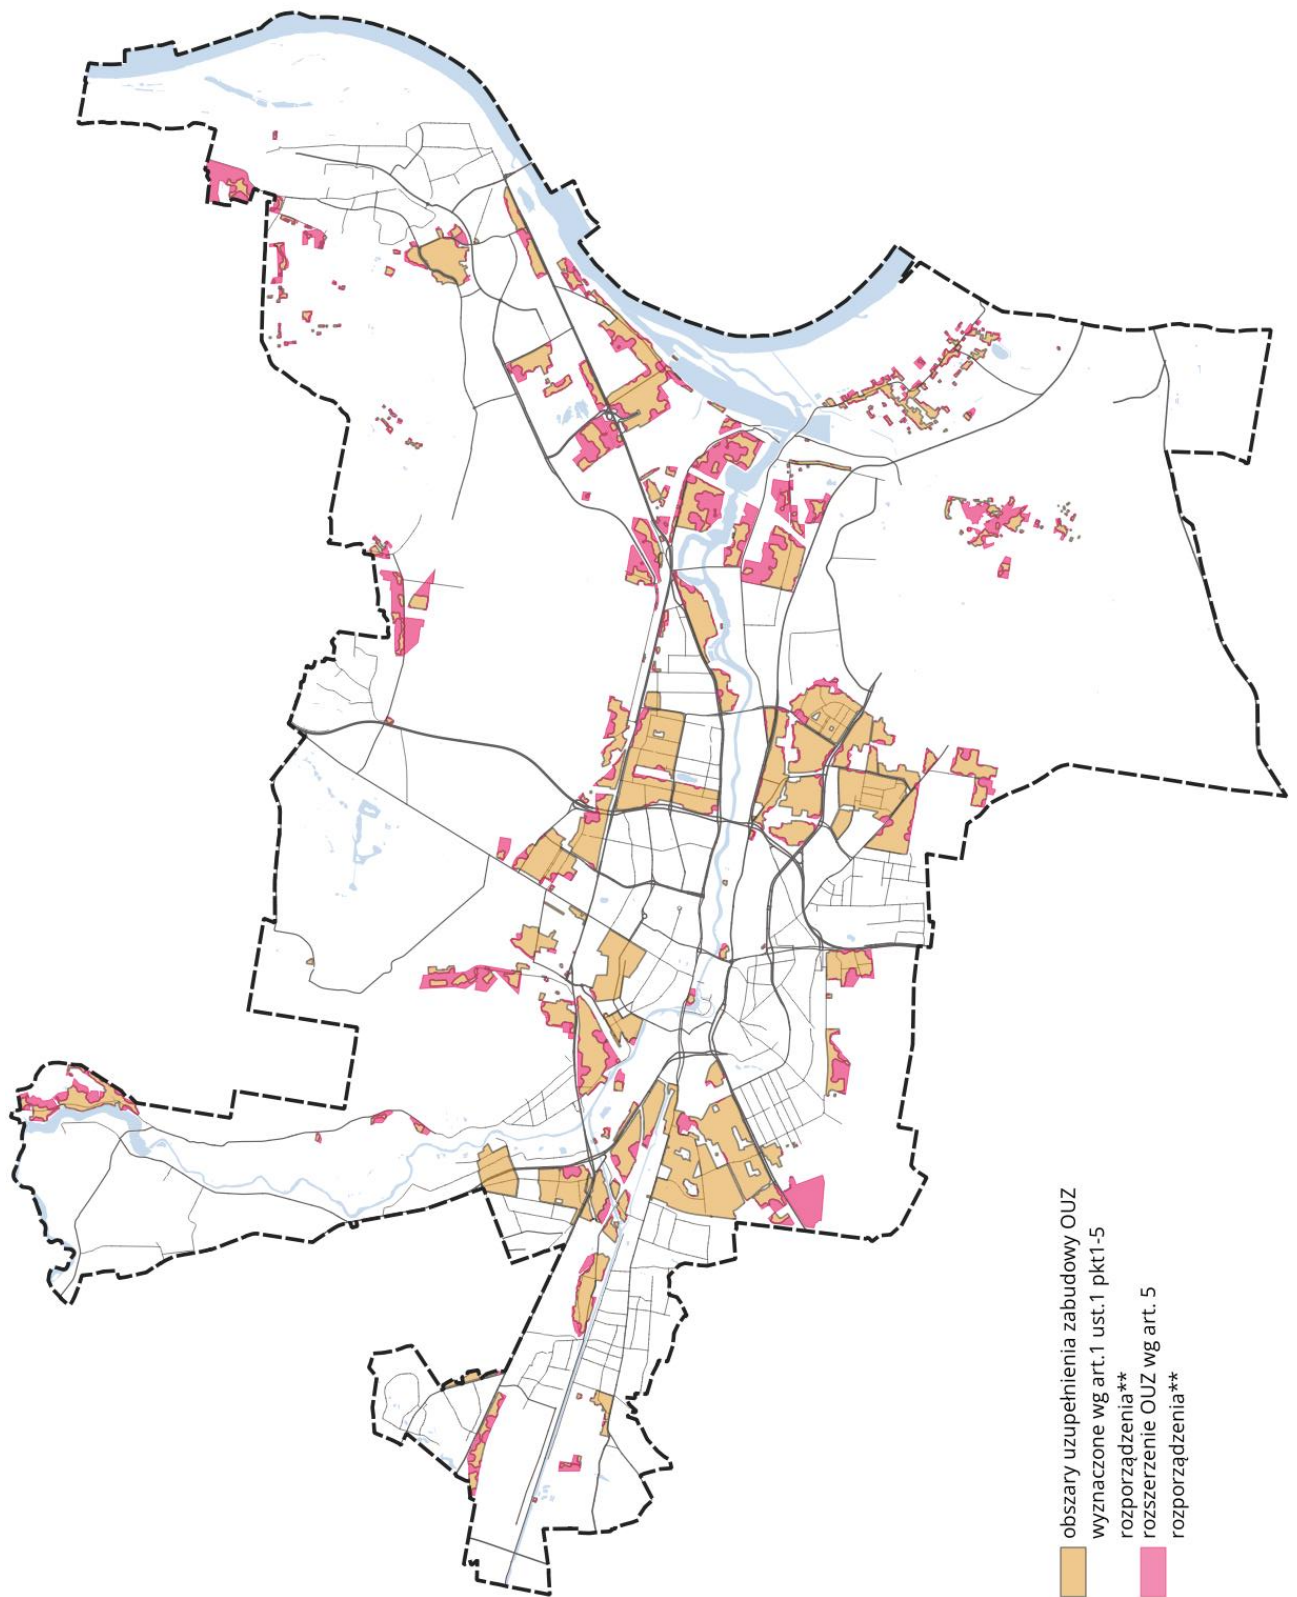 obszary uzupełnienia zabudowy OUZ
wyznaczone wg art.1 ust.1 pkt1-5
rozporządzenia**
rozszerzenie OUZ wg art. 5
rozporządzenia**